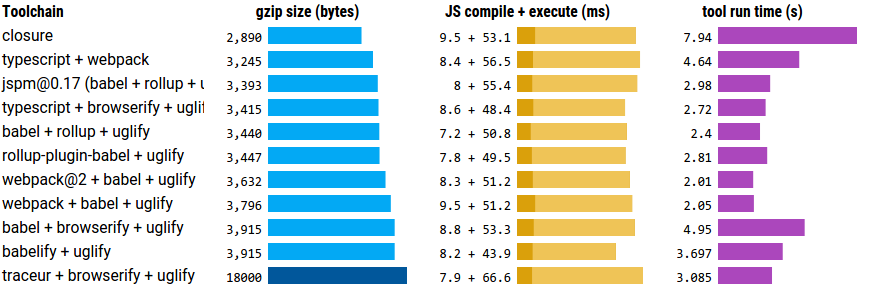 Toolchain gzip size (bytes) JS compile + execute (ms) tool run time (s)
closure 2,890 9.5 + 53.1 7.94
typescript + webpack 3,245 8.4 + 56.5 4.64
jspm@0.17 (babel + rollup + u 3,393 8 + 55.4 2.98
typescript + browserify + uglif 3,415 8.6 + 48.4 2.72
babel + rollup + uglify 3,440 7.2 + 50.8 2.4
rollup-plugin-babel + uglify 3,447 7.8 + 49.5 2.81
webpack@2 + babel + uglify 3,632 8.3 + 51.2 2.01
webpack + babel + uglify 3,796 9.5 + 51.2 2.05
babel + browserify + uglify 3,915 8.8 + 53.3 4.95
babelify + uglify 3,915 8.2 + 43.9 3.697
traceur + browserify + uglify 18000 7.9 + 66.6 3.085